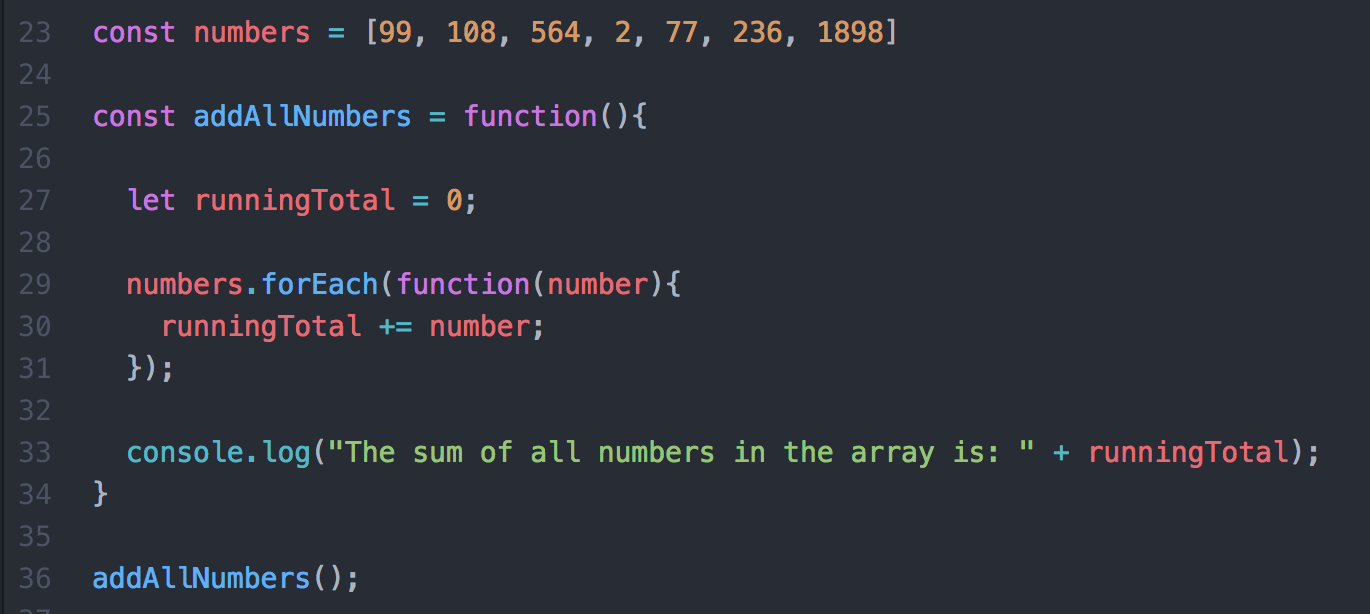 23 const numbers = [99, 108, 564, 2, 77, 236, 1898]
24
25 const addAllNumbers = function(){
26
27   let runningTotal = 0;
28
29   numbers.forEach(function(number){
30     runningTotal += number;
31   });
32
33   console.log("The sum of all numbers in the array is: " + runningTotal);
34 }
35
36 addAllNumbers();